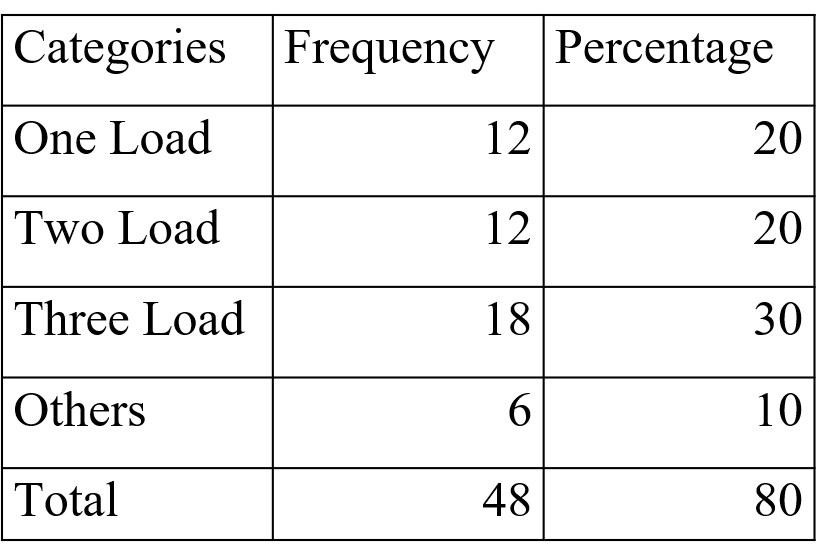 Categories Frequency Percentage
One Load 12 20
Two Load 12 20
Three Load 18 30
Others 6 10
Total 48 80